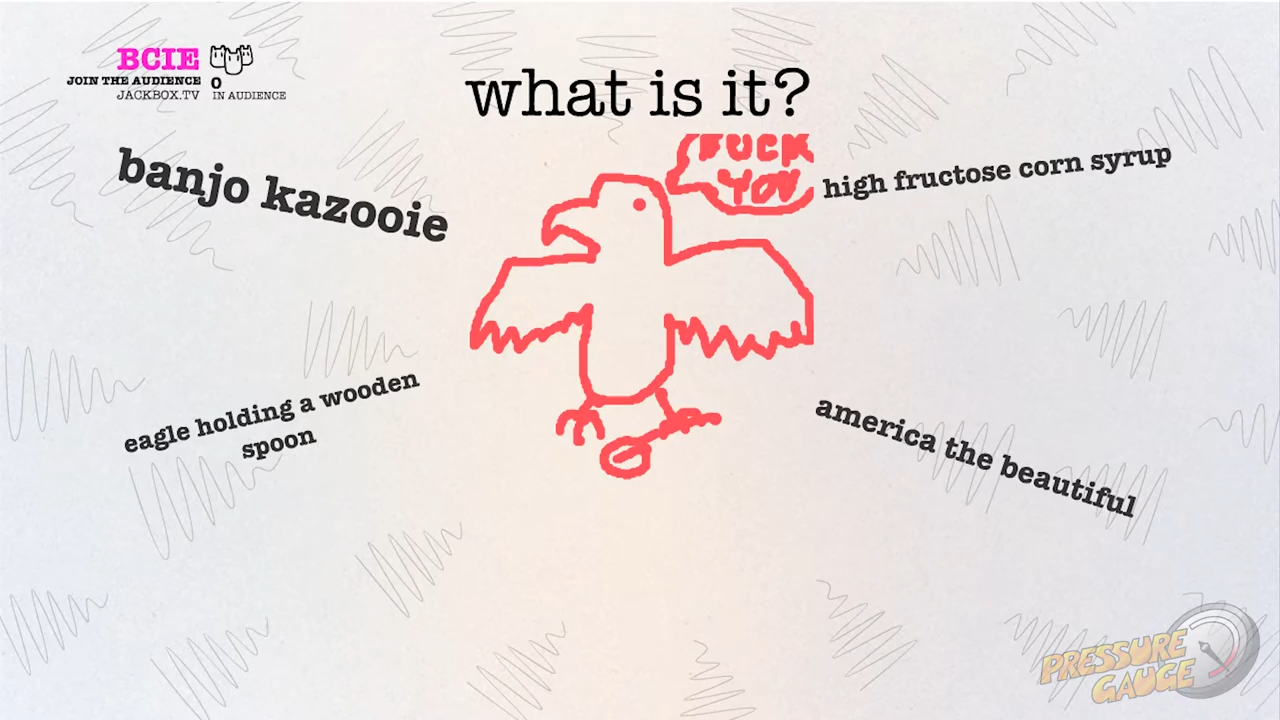 BCIE
JOIN THE AUDIENCE
JACKBOX.TV
0
IN AUDIENCE
what is it?
FUCK
YOU
banjo kazooie
high fructose corn syrup
eagle holding a wooden
spoon
america the beautiful
PRESSURE
GAUGE